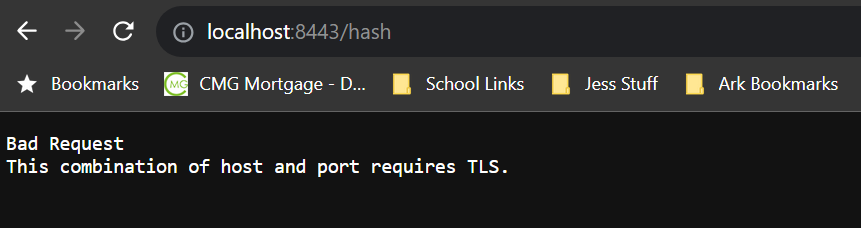 localhost:8443/hash
Bookmarks CMG Mortgage - D... School Links Jess Stuff Ark Bookmarks
Bad Request
This combination of host and port requires TLS.